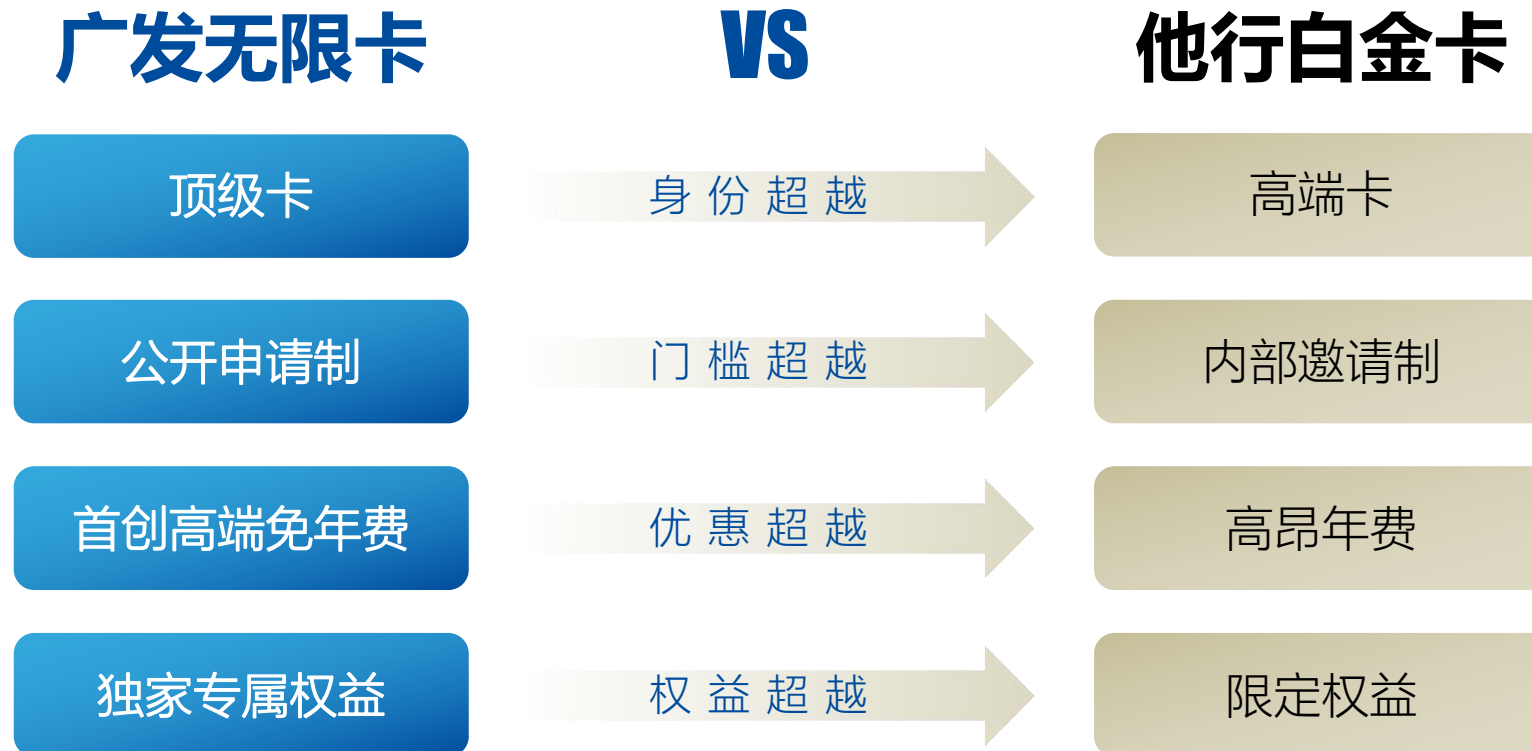 广发无限卡 VS 他行白金卡
顶级卡 身份超越 高端卡
公开申请制 门槛超越 内部邀请制
首创高端免年费 优惠超越 高昂年费
独家专属权益 权益超越 限定权益